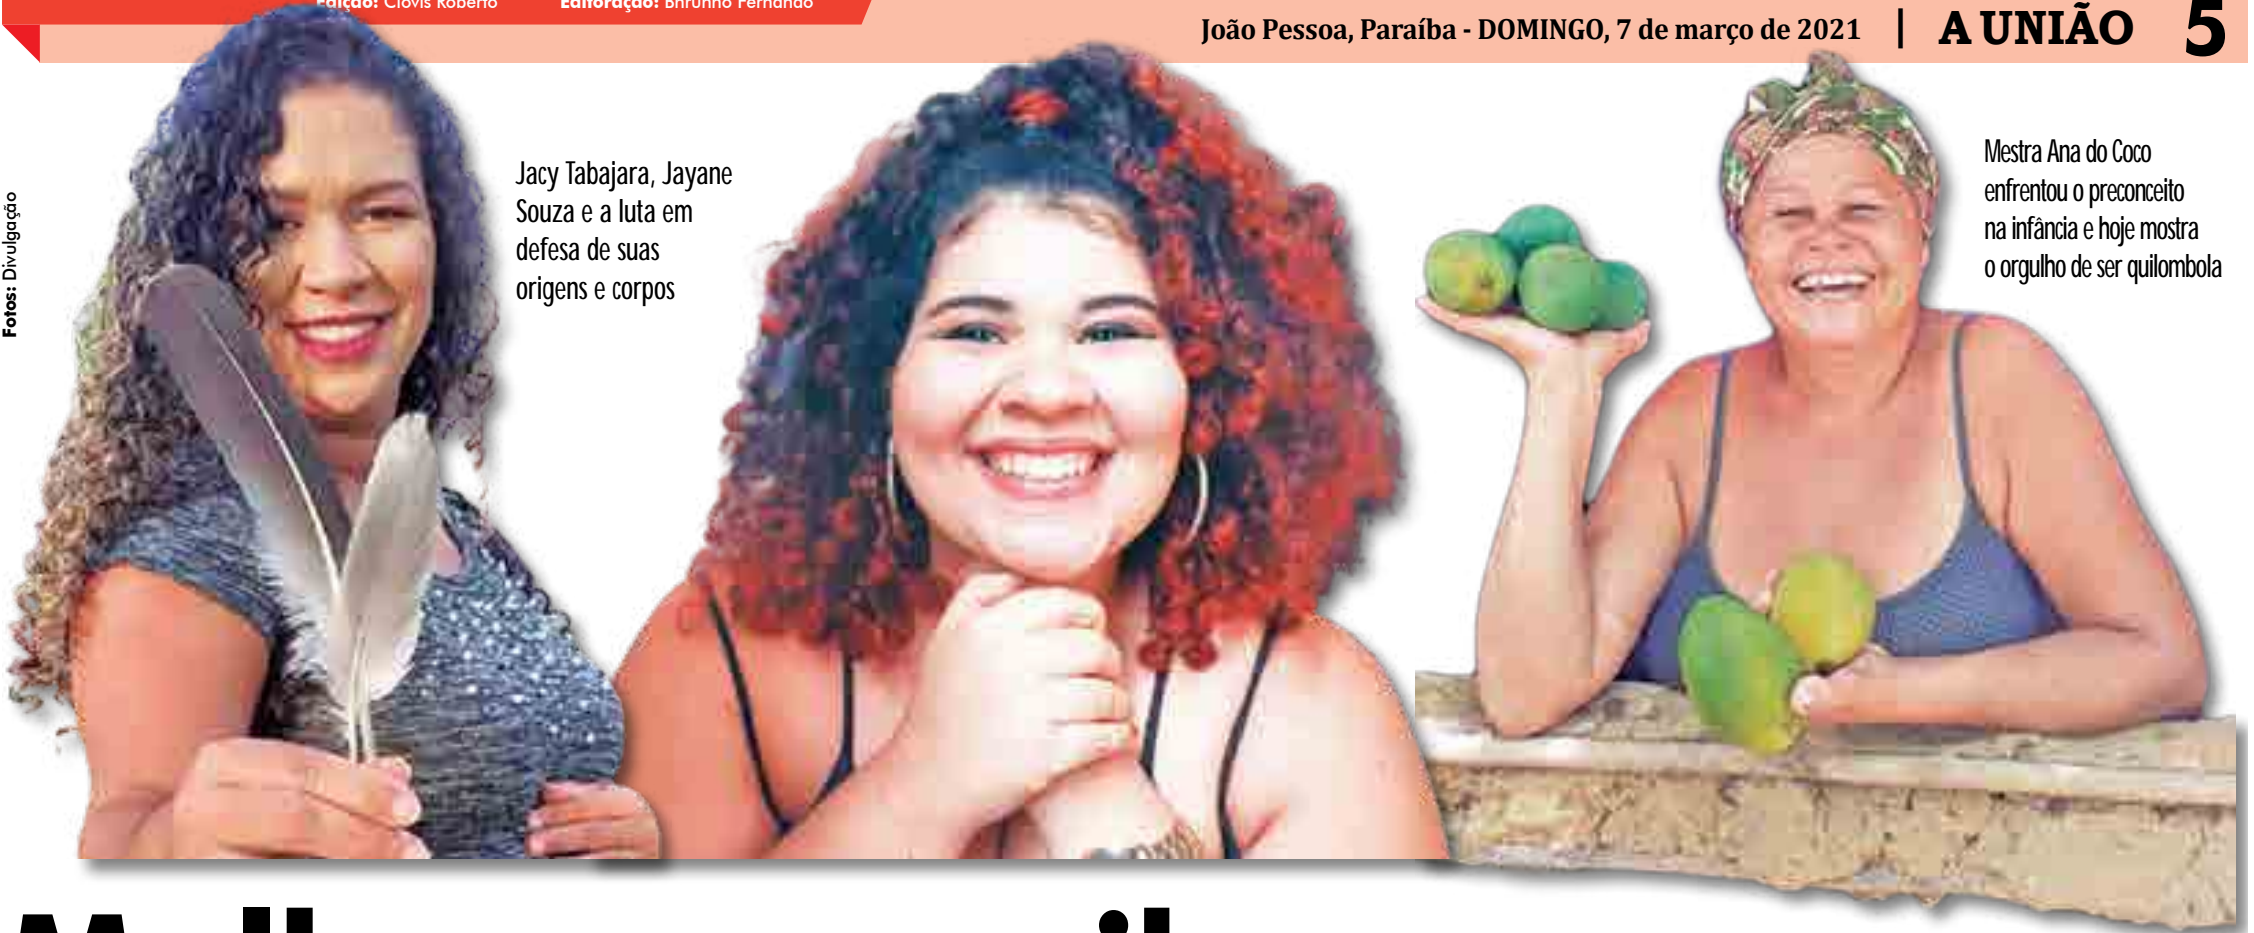 Edição: Clóvis Roberto Editoração: Bhrunno Fernando
João Pessoa, Paraíba - DOMINGO, 7 de março de 2021 | A UNIÃO 5
Fotos: Divulgação
Jacy Tabajara, Jayane
Souza e a luta em
defesa de suas
origens e corpos
Mestra Ana do Coco
enfrentou o preconceito
na infância e hoje mostra
o orgulho de ser quilombola